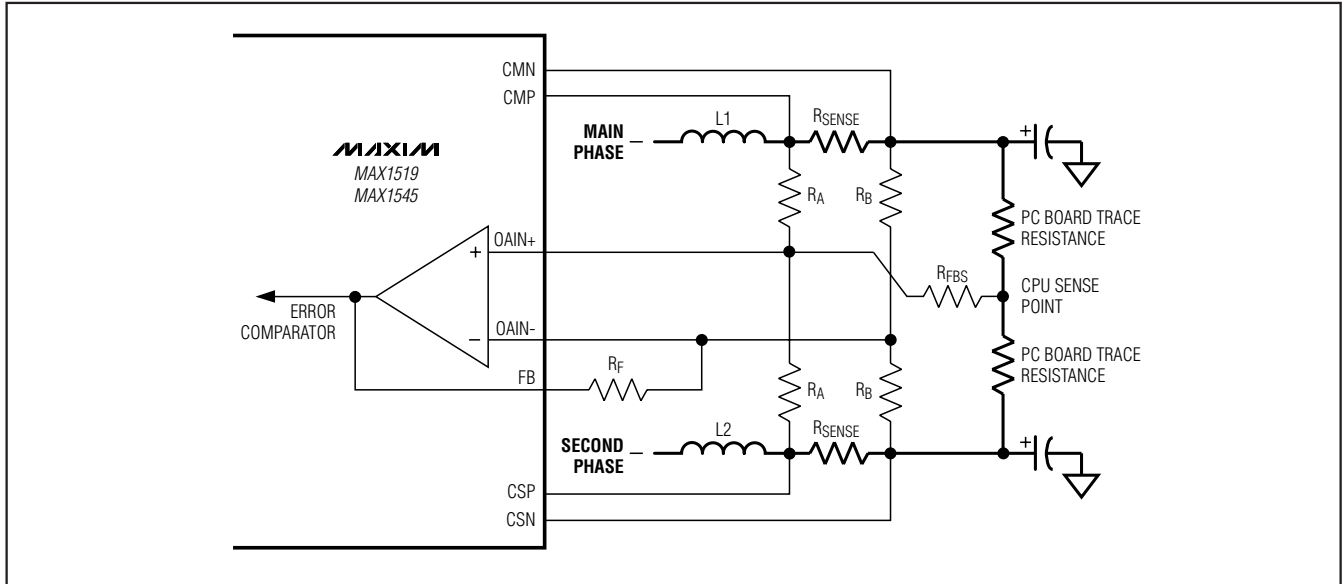 CMN
CMP
MAXIM
MAX1519
MAX1545
MAIN
PHASE
L1
RSENSE
+
RA
RB
PC BOARD TRACE
RESISTANCE
OAIN+
+
RFBS
CPU SENSE
POINT
ERROR
COMPARATOR
OAIN-
−
PC BOARD TRACE
RESISTANCE
FB
RF
RA
RB
SECOND
PHASE
L2
RSENSE
+
CSP
CSN